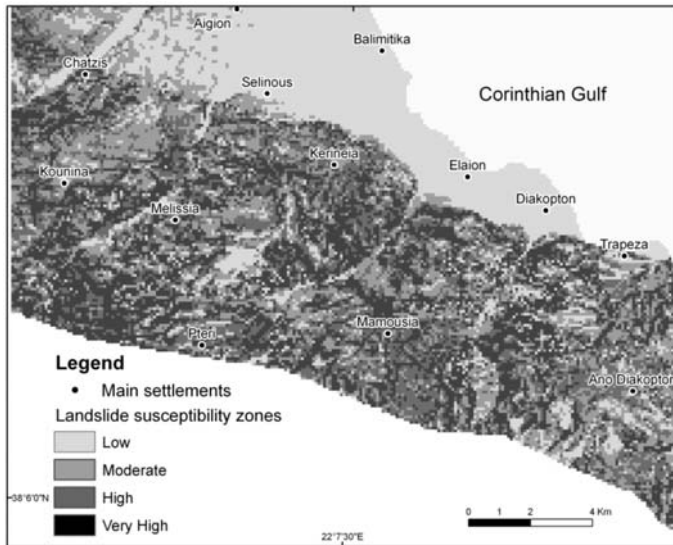 Aigion
Balimitika
Chatzis
Selinous
Corinthian Gulf
Kerineia
Elaion
Kounina
Diakopton
Melissia
Trapeza
Mamousia
Pteri
Ano Diakopton
Legend
Main settlements
Landslide susceptibility zones
Low
Moderate
High
Very High
38°6'0"N
0 1 2 4 Km
22°7'30"E